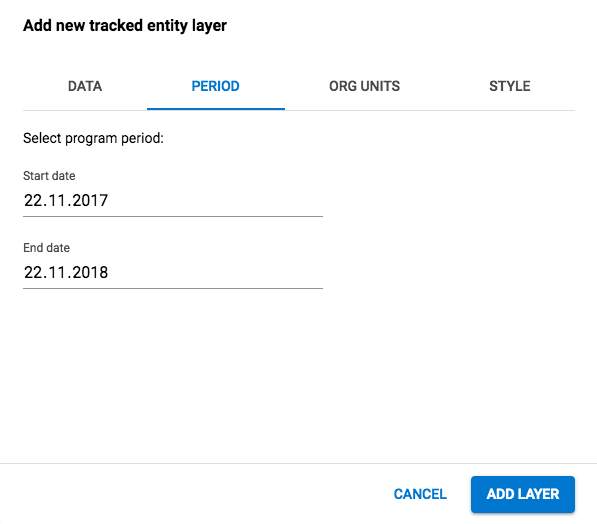 Add new tracked entity layer
DATA PERIOD ORG UNITS STYLE
Select program period:
Start date
22.11.2017
End date
22.11.2018
CANCEL ADD LAYER